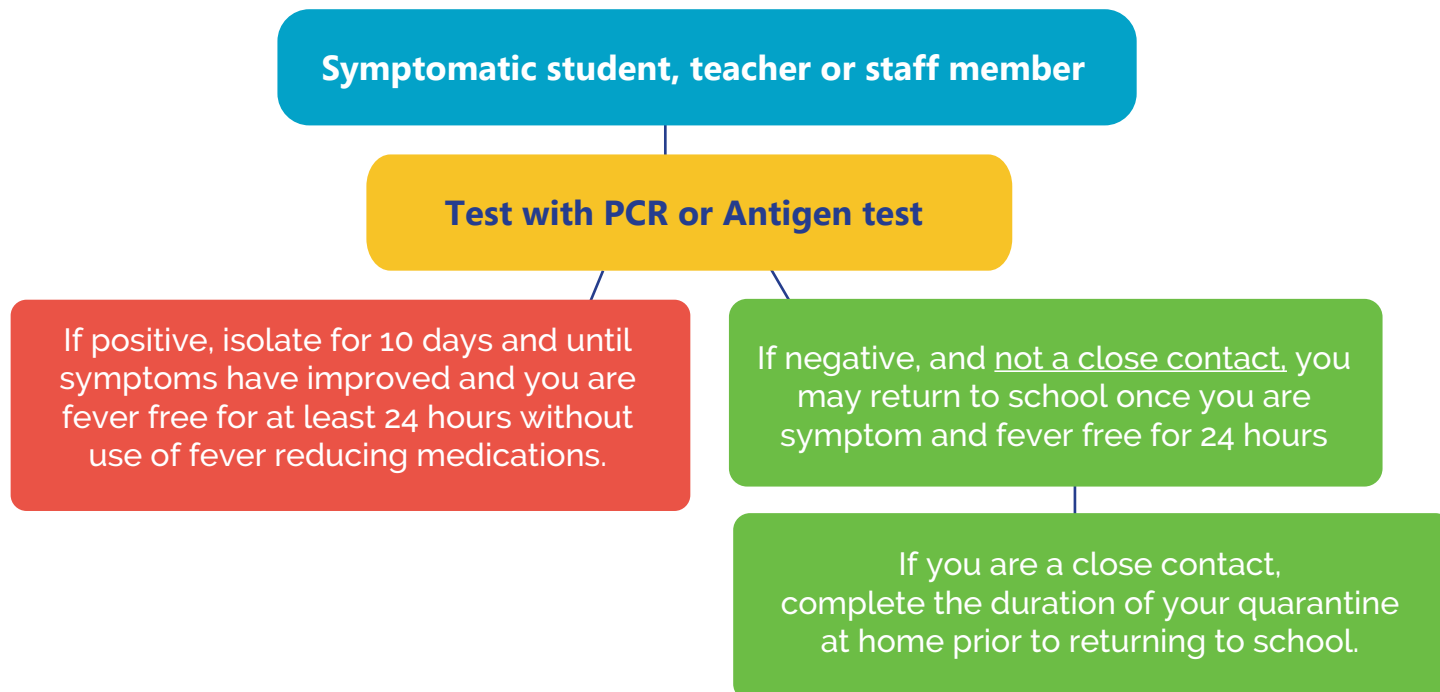 Symptomatic student, teacher or staff member
Test with PCR or Antigen test
If positive, isolate for 10 days and until
symptoms have improved and you are
fever free for at least 24 hours without
use of fever reducing medications.
If negative, and not a close contact, you
may return to school once you are
symptom and fever free for 24 hours
If you are a close contact,
complete the duration of your quarantine
at home prior to returning to school.